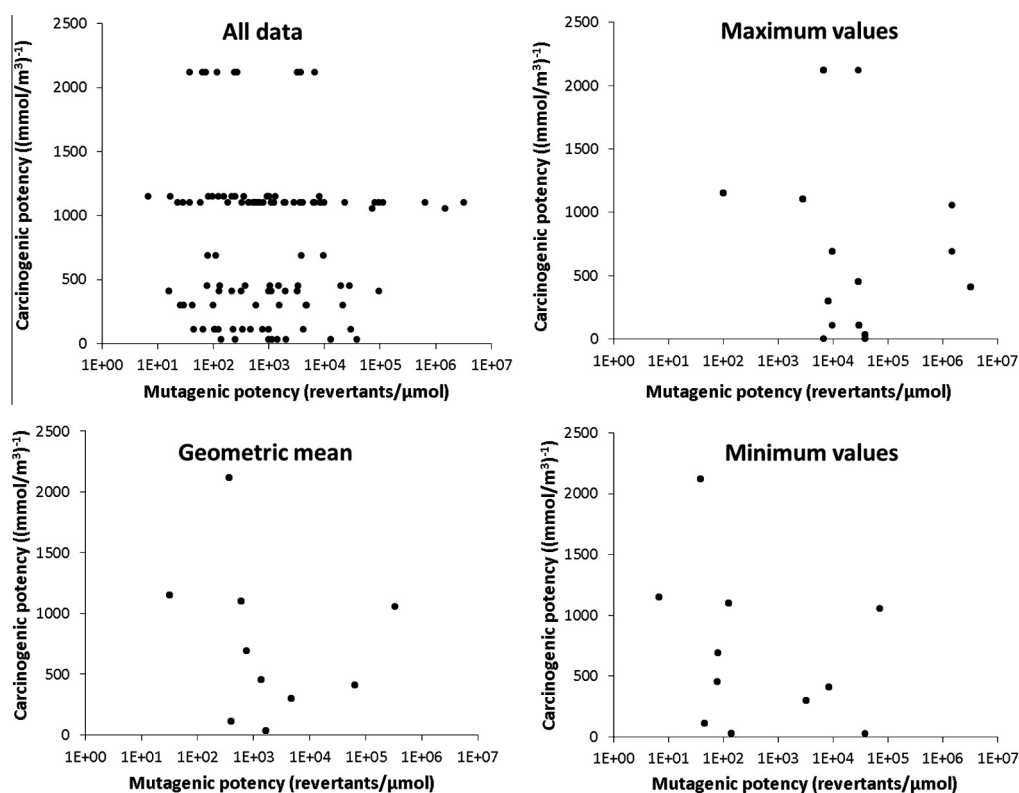 All data
Carcinogenic potency ((mmol/m³)⁻¹)
2500
2000
1500
1000
500
0
1E+00 1E+01 1E+02 1E+03 1E+04 1E+05 1E+06 1E+07
Mutagenic potency (revertants/µmol)
Maximum values
Carcinogenic potency ((mmol/m³)⁻¹)
2500
2000
1500
1000
500
0
1E+00 1E+01 1E+02 1E+03 1E+04 1E+05 1E+06 1E+07
Mutagenic potency (revertants/µmol)
Geometric mean
Carcinogenic potency ((mmol/m³)⁻¹)
2500
2000
1500
1000
500
0
1E+00 1E+01 1E+02 1E+03 1E+04 1E+05 1E+06 1E+07
Mutagenic potency (revertants/µmol)
Minimum values
Carcinogenic potency ((mmol/m³)⁻¹)
2500
2000
1500
1000
500
0
1E+00 1E+01 1E+02 1E+03 1E+04 1E+05 1E+06 1E+07
Mutagenic potency (revertants/µmol)